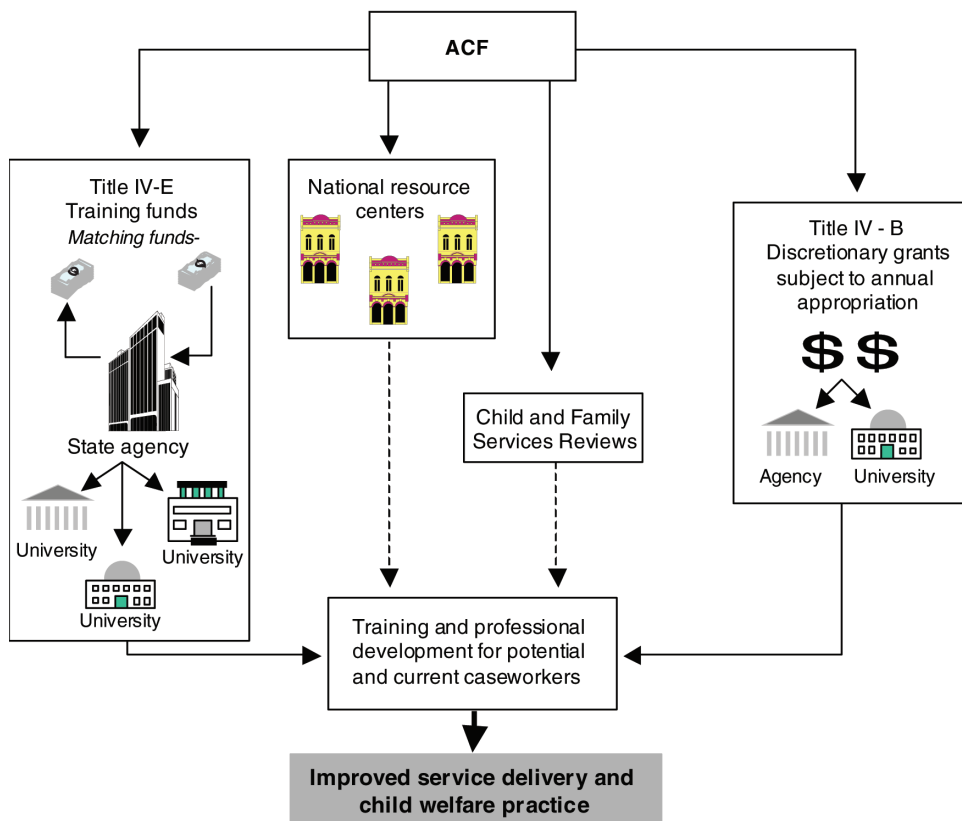 ACF
Title IV-E
Training funds
Matching funds-
State agency
University
University
University
National resource
centers
Child and Family
Services Reviews
Title IV - B
Discretionary grants
subject to annual
appropriation
$ $
Agency
University
Training and professional
development for potential
and current caseworkers
Improved service delivery and
child welfare practice